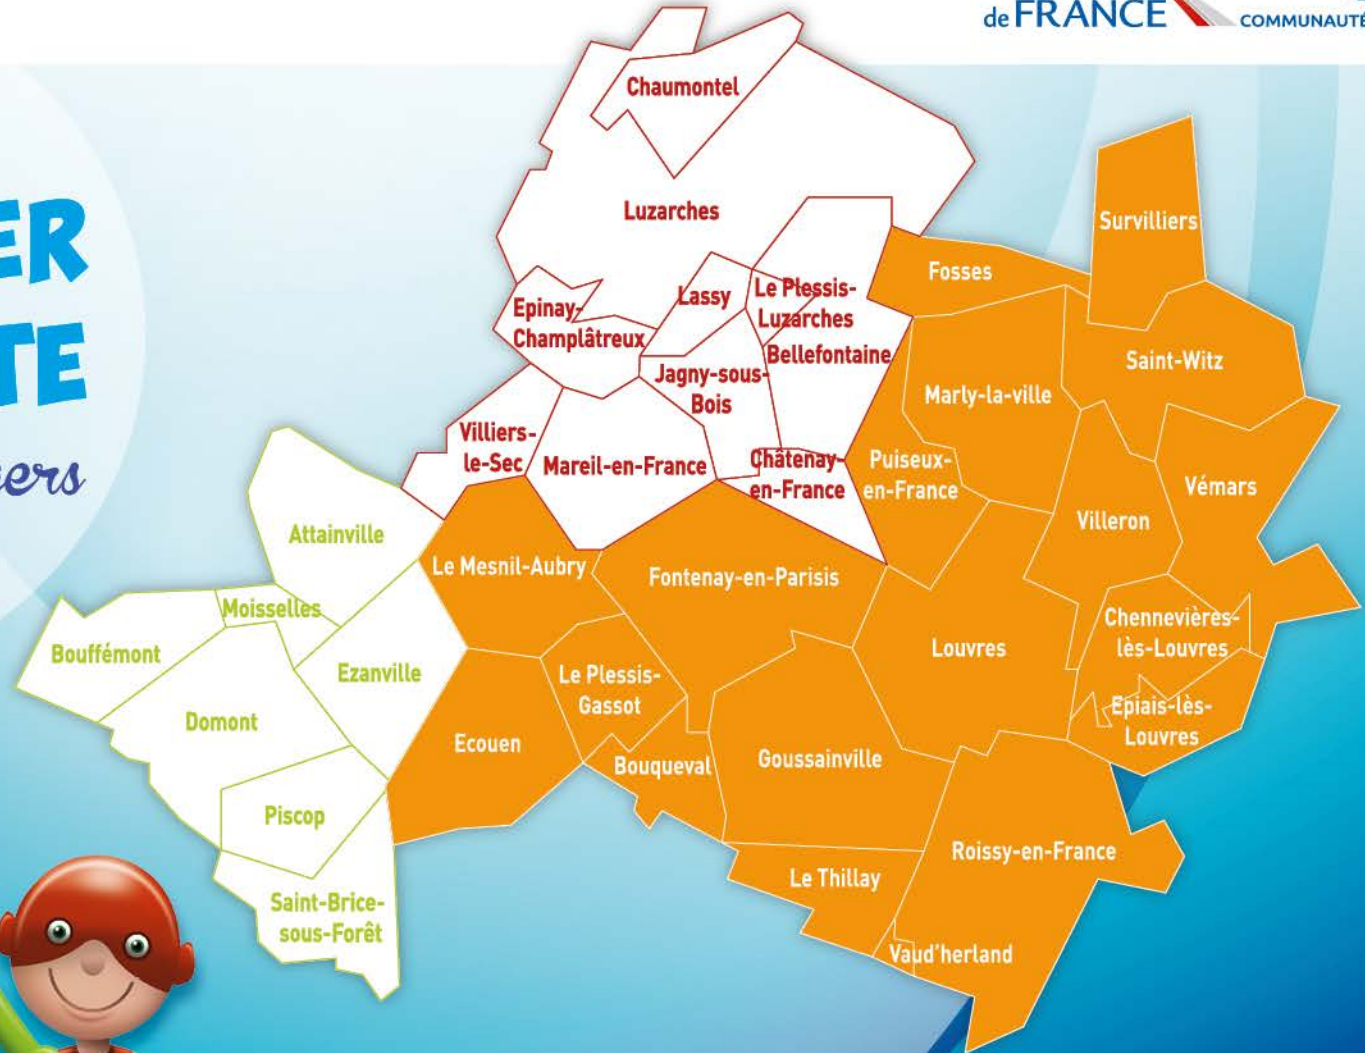 de FRANCE
COMMUNAUTÉ
ER
TE
Chaumontel
Luzarches
Survilliers
Fosses
Epinay-
Champlâtreux
Lassy
Le Plessis-
Luzarches
Bellefontaine
Saint-Witz
Jagny-sous-
Bois
Marly-la-ville
Villiers-
le-Sec
Mareil-en-France
Châtenay-
en-France
Puiseux-
en-France
Vémars
Villeron
Attainville
Le Mesnil-Aubry
Fontenay-en-Parisis
Moisselles
Chennevières-
lès-Louvres
Bouffémont
Louvres
Ezanville
Le Plessis-
Gassot
Epiais-lès-
Louvres
Domont
Ecouen
Bouqueval
Goussainville
Piscop
Roissy-en-France
Le Thillay
Saint-Brice-
sous-Forêt
Vaud'herland